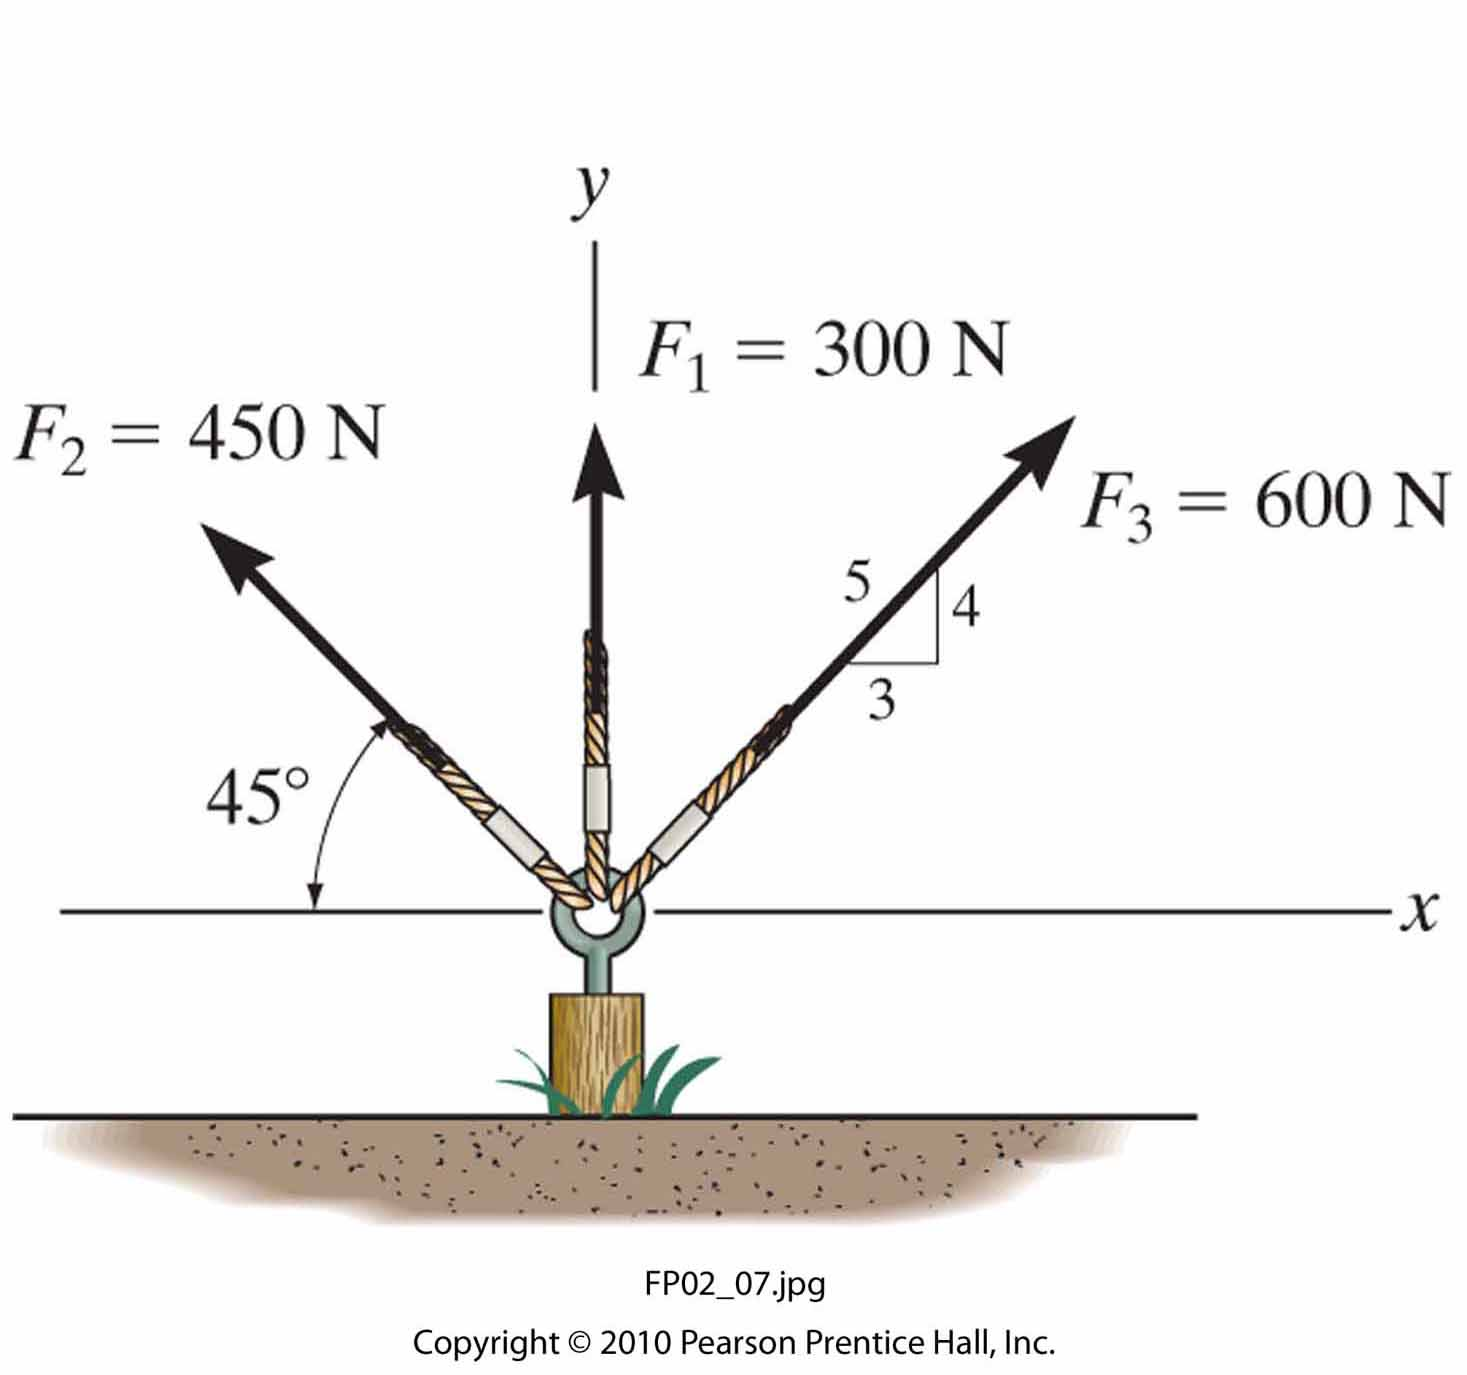 y
F₁ = 300 N
F₂ = 450 N
F₃ = 600 N
5
4
3
45°
x
FP02_07.jpg
Copyright © 2010 Pearson Prentice Hall, Inc.